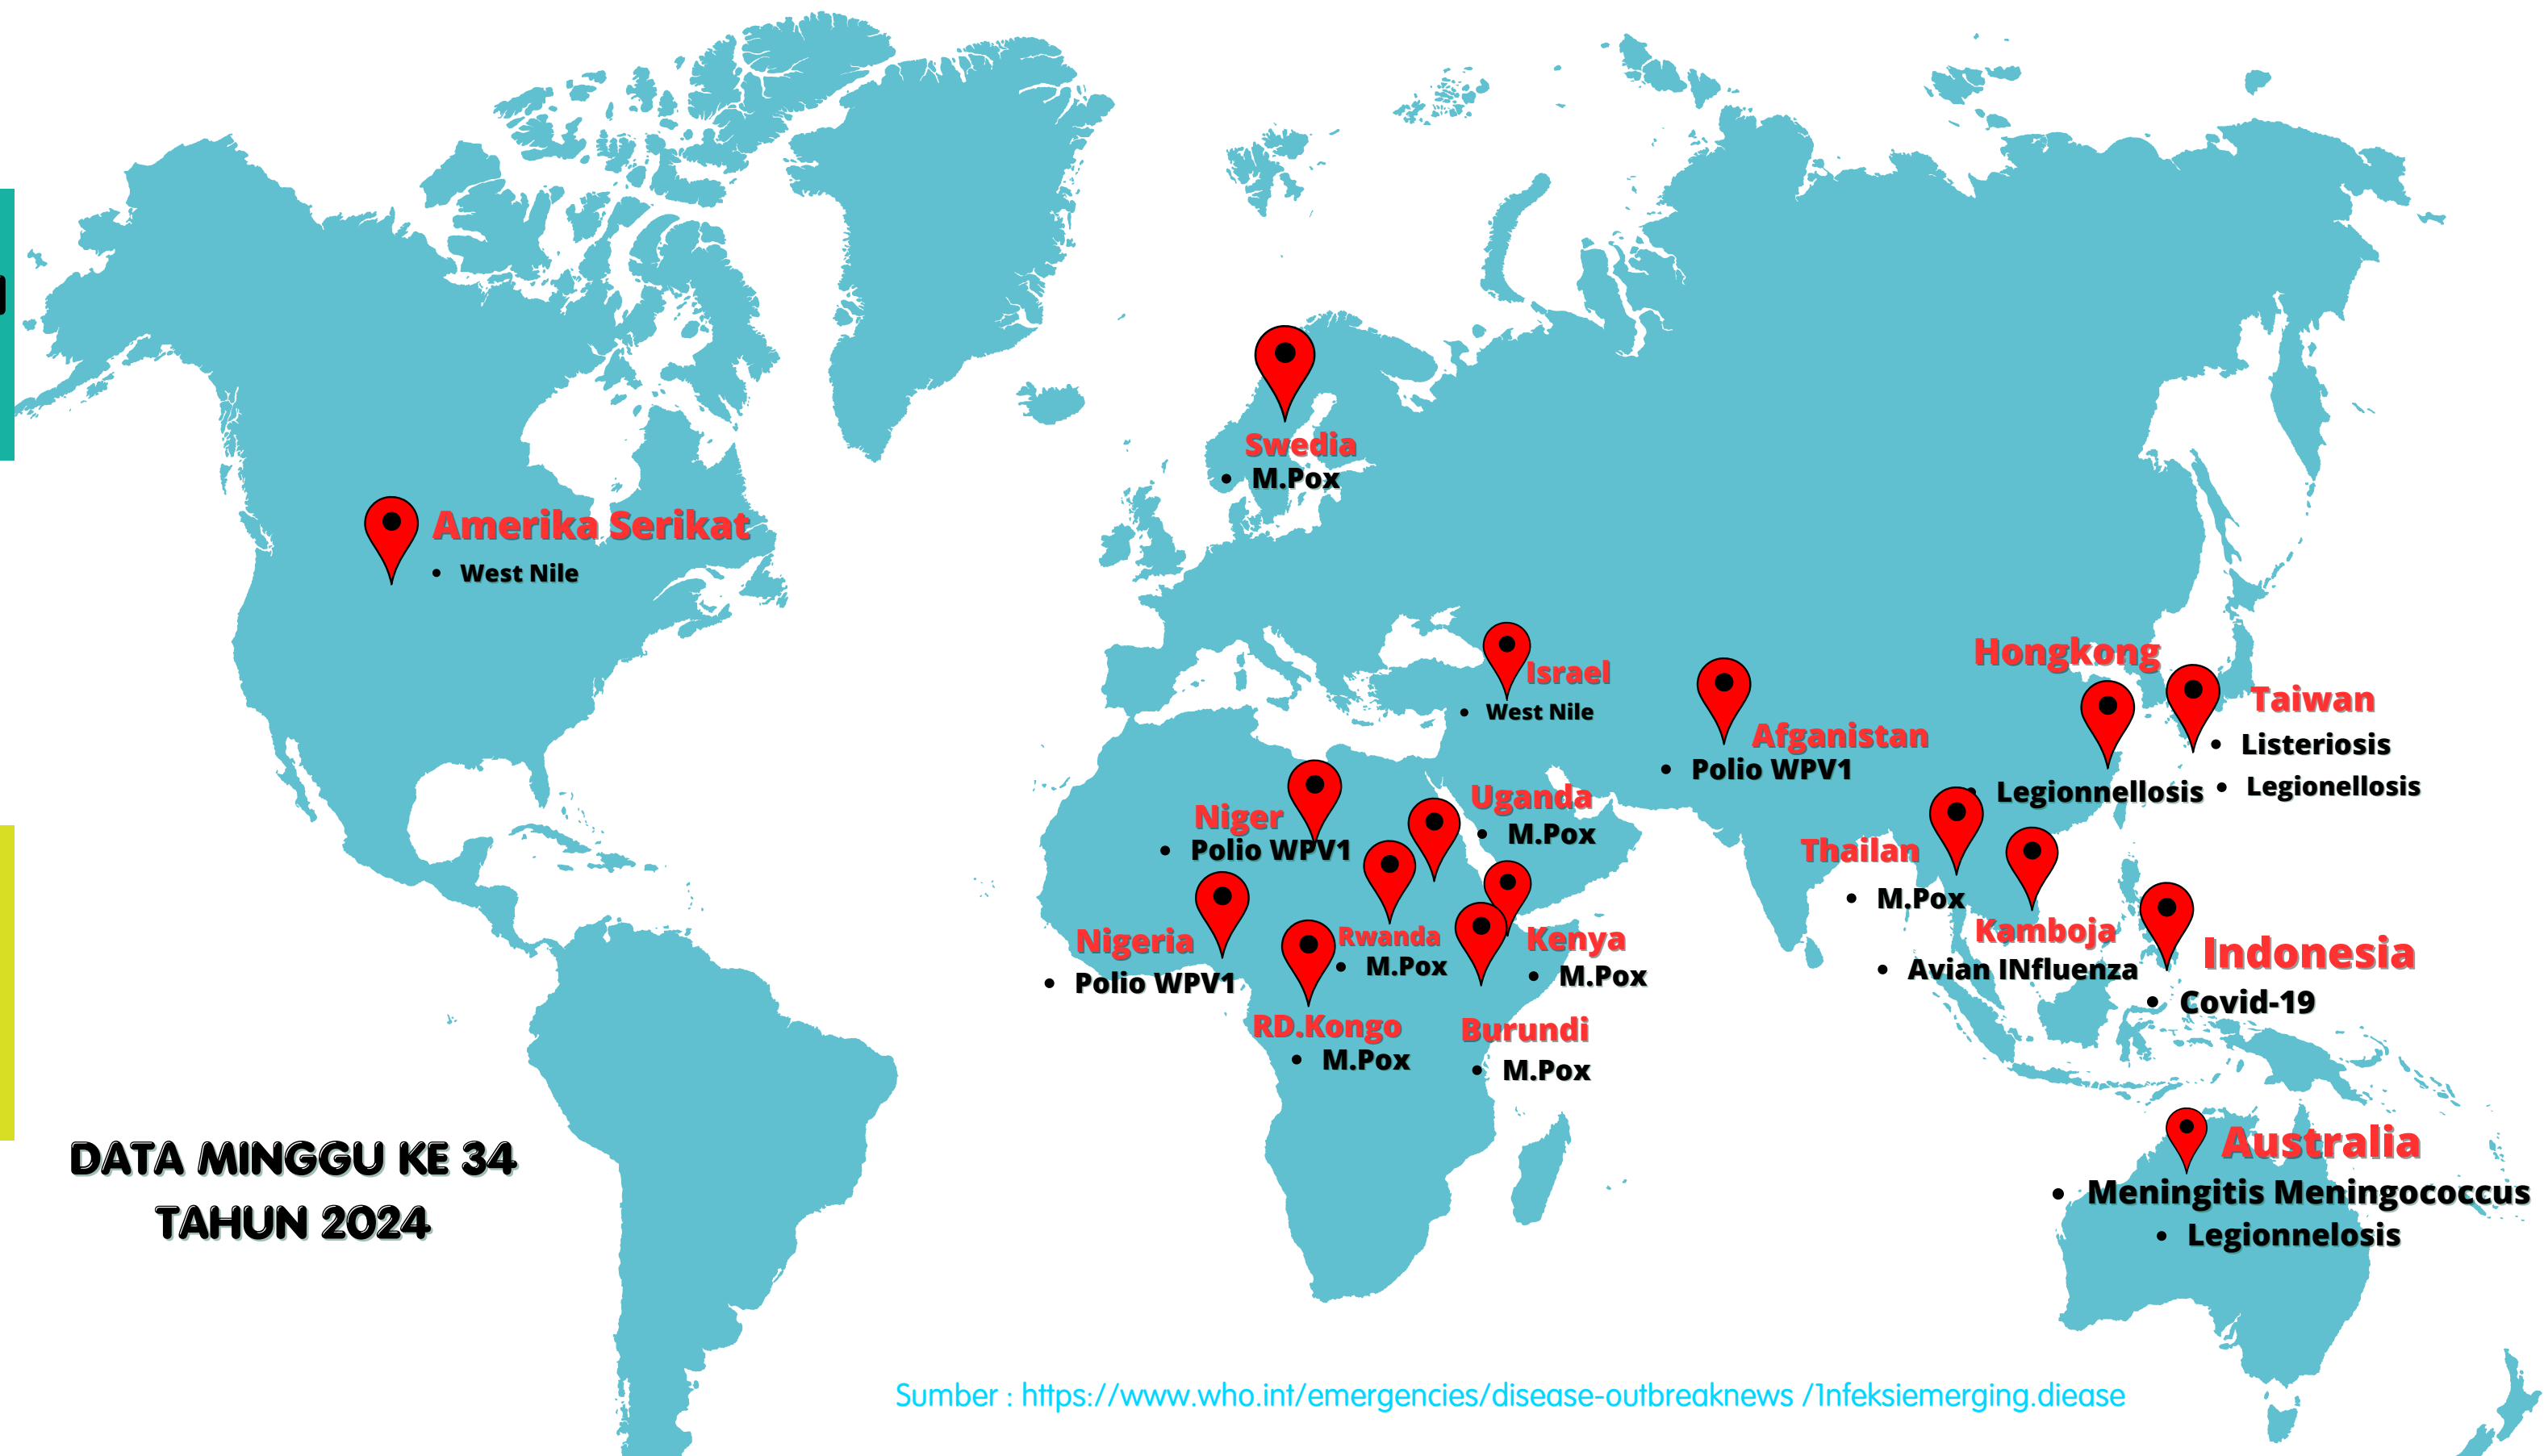 Swedia
M.Pox
Amerika Serikat
West Nile
Israel
West Nile
Afganistan
Polio WPV1
Hongkong
Legionnellosis
Taiwan
Listeriosis
Legionellosis
Niger
Polio WPV1
Uganda
M.Pox
Thailan
M.Pox
Kamboja
Avian INfluenza
Indonesia
Covid-19
Nigeria
Polio WPV1
Rwanda
M.Pox
Kenya
M.Pox
RD.Kongo
M.Pox
Burundi
M.Pox
Australia
Meningitis Meningococcus
Legionnelosis
DATA MINGGU KE 34
TAHUN 2024
Sumber : https://www.who.int/emergencies/disease-outbreaknews /1nfeksiemerging.diease